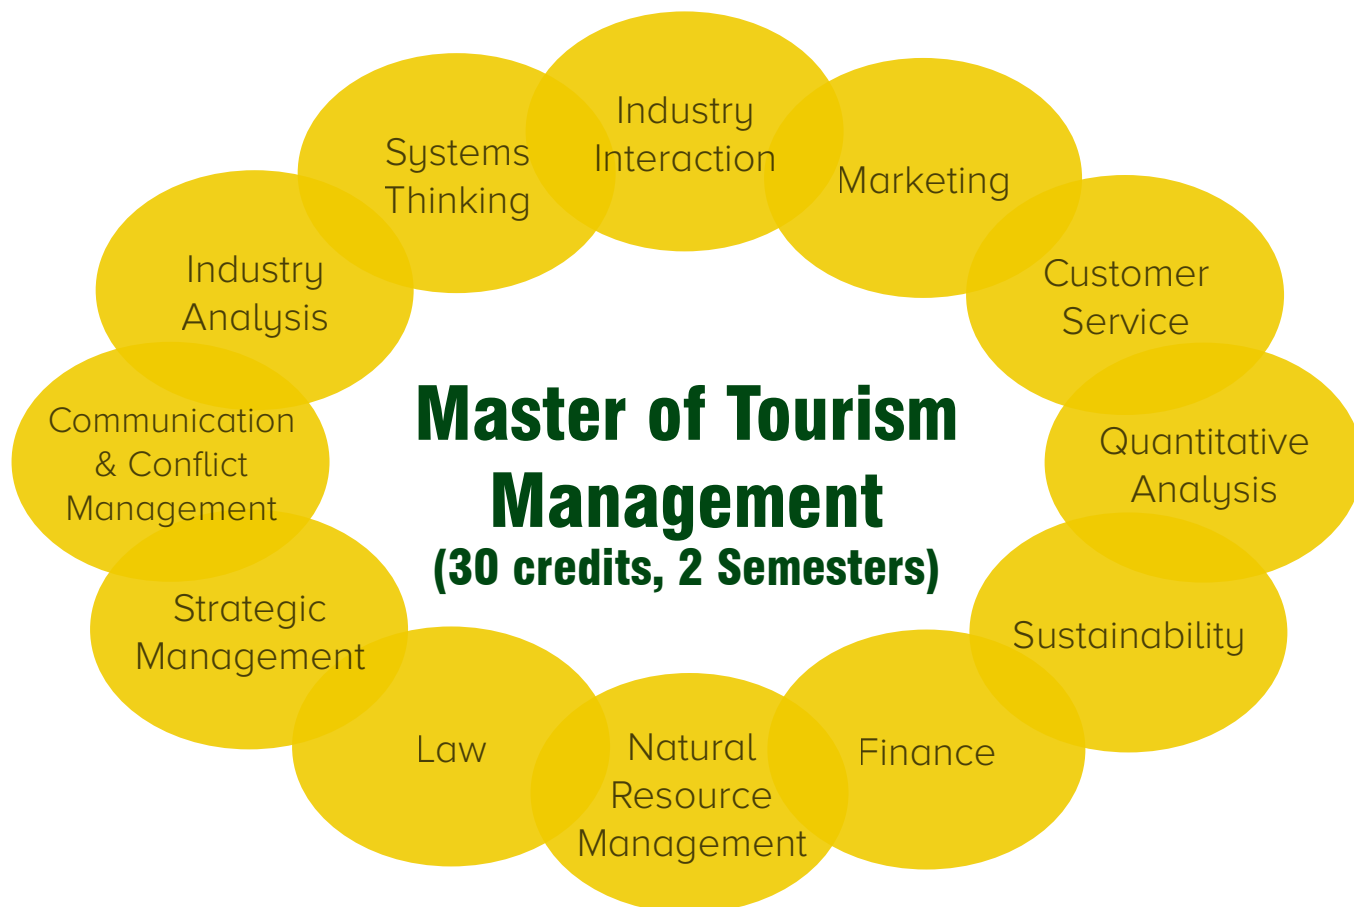 Industry
Interaction
Systems
Thinking
Marketing
Industry
Analysis
Customer
Service
Communication
& Conflict
Management
Master of Tourism
Management
(30 credits, 2 Semesters)
Quantitative
Analysis
Strategic
Management
Sustainability
Law
Natural
Resource
Management
Finance